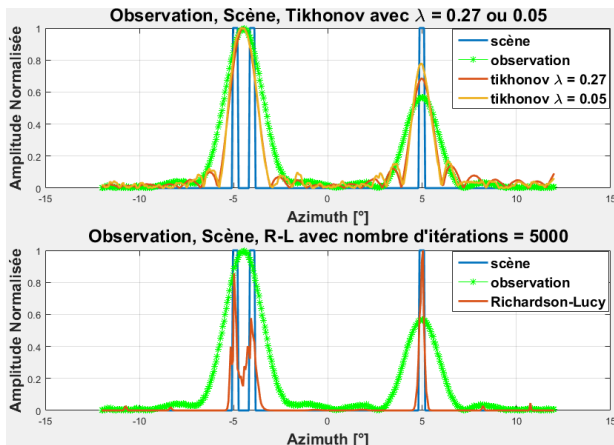 Observation, Scène, Tikhonov avec λ = 0.27 ou 0.05
Amplitude Normalisée
1
0.8
0.6
0.4
0.2
0
-15
-10
-5
0
5
10
15
Azimuth [°]
scène
observation
tikhonov λ = 0.27
tikhonov λ = 0.05
Observation, Scène, R-L avec nombre d'itérations = 5000
Amplitude Normalisée
1
0.8
0.6
0.4
0.2
0
-15
-10
-5
0
5
10
15
Azimuth [°]
scène
observation
Richardson-Lucy